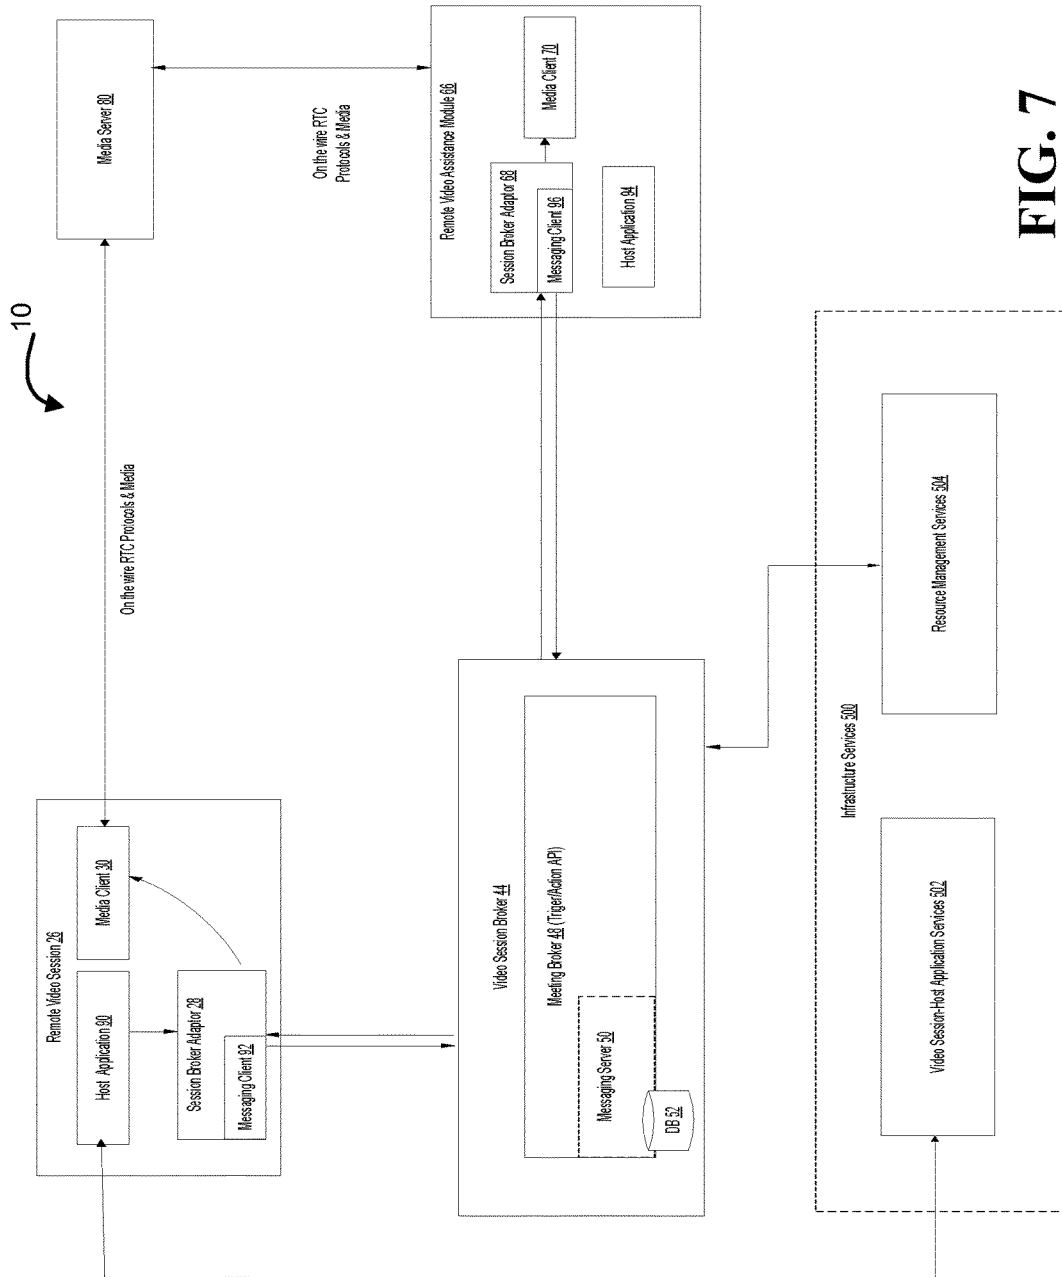 10
Remote Video Session 26
Host Application 90
Media Client 30
Session Broker Adaptor 28
Messaging Client 92
On the wire RTC Protocols & Media
Media Server 80
On the wire RTC
Protocols & Media
Remote Video Assistance Module 66
Session Broker Adaptor 68
Messaging Client 96
Media Client 70
Host Application 94
Video Session Broker 44
Meeting Broker 48 (Triger/Action API)
Messaging Server 50
DB 52
Infrastructure Services 500
Video Session-Host Application Services 502
Resource Management Services 504
FIG. 7